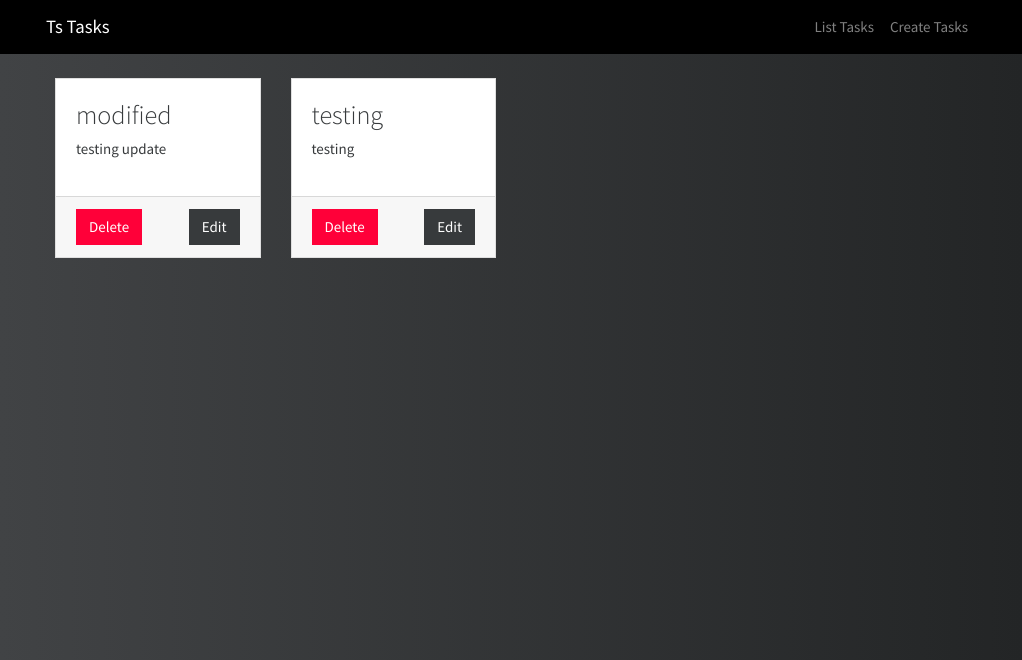 Ts Tasks
List Tasks
Create Tasks
modified
testing update
Delete
Edit
testing
testing
Delete
Edit